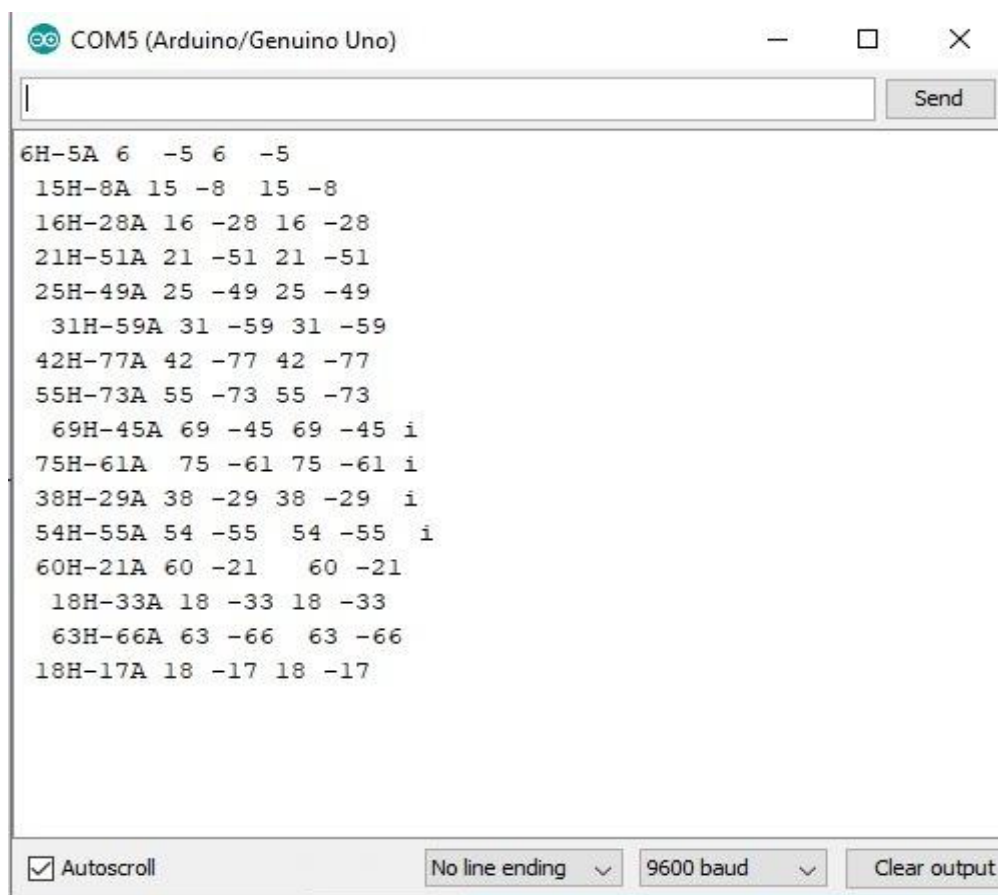 COM5 (Arduino/Genuino Uno)
Send
6H-5A 6  -5 6  -5
15H-8A 15 -8  15 -8
16H-28A 16 -28 16 -28
21H-51A 21 -51 21 -51
25H-49A 25 -49 25 -49
31H-59A 31 -59 31 -59
42H-77A 42 -77 42 -77
55H-73A 55 -73 55 -73
69H-45A 69 -45 69 -45 i
75H-61A  75 -61 75 -61 i
38H-29A 38 -29 38 -29  i
54H-55A 54 -55  54 -55  i
60H-21A 60 -21   60 -21
18H-33A 18 -33 18 -33
63H-66A 63 -66  63 -66
18H-17A 18 -17 18 -17
Autoscroll No line ending 9600 baud Clear output